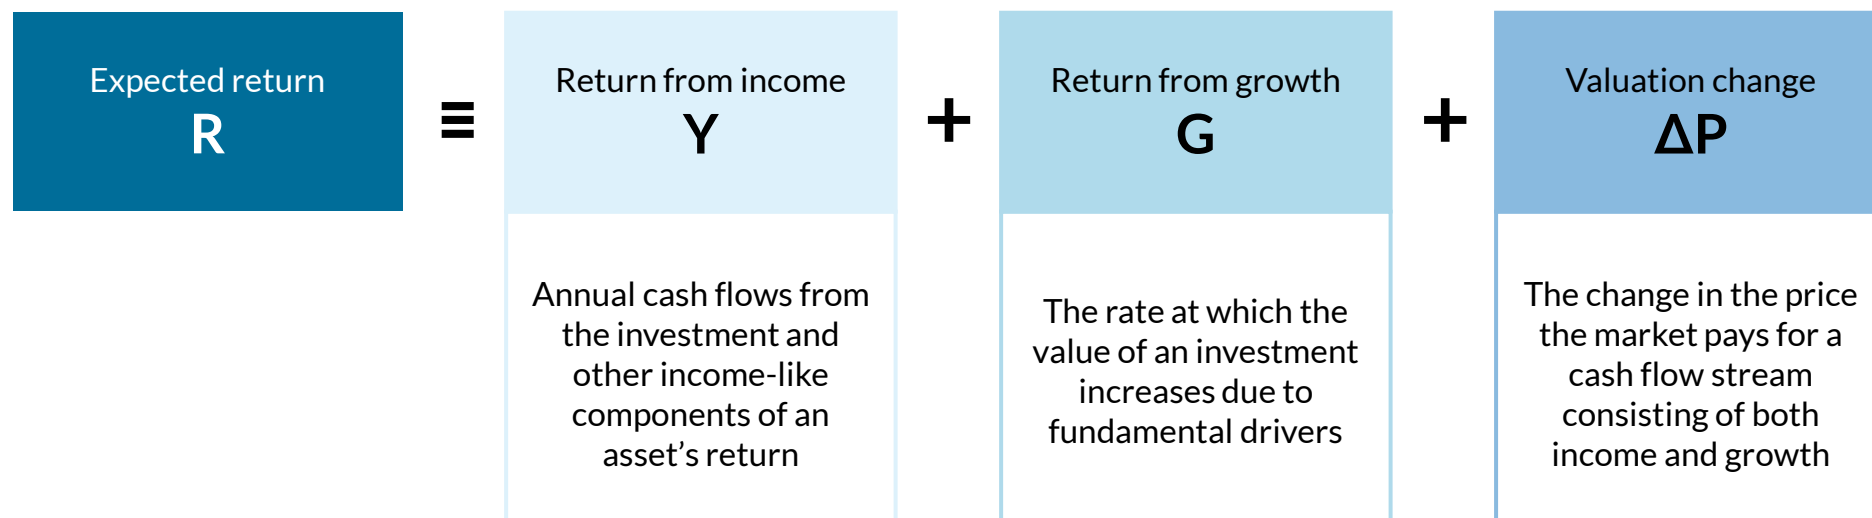 Expected return
R
≡
Return from income
Y
+
Return from growth
G
+
Valuation change
ΔP
Annual cash flows from
the investment and
other income-like
components of an
asset’s return
The rate at which the
value of an investment
increases due to
fundamental drivers
The change in the price
the market pays for a
cash flow stream
consisting of both
income and growth